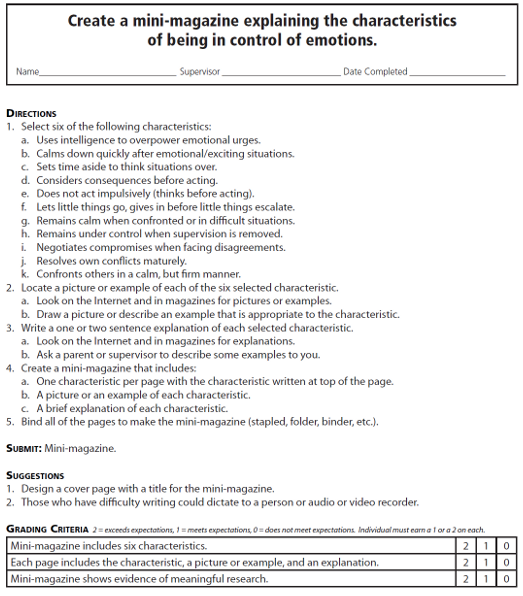 Create a mini-magazine explaining the characteristics
of being in control of emotions.
Name Supervisor Date Completed
DIRECTIONS
1. Select six of the following characteristics:
a. Uses intelligence to overpower emotional urges.
b. Calms down quickly after emotional/exciting situations.
c. Sets time aside to think situations over.
d. Considers consequences before acting.
e. Does not act impulsively (thinks before acting).
f. Lets little things go, gives in before little things escalate.
g. Remains calm when confronted or in difficult situations.
h. Remains under control when supervision is removed.
i. Negotiates compromises when facing disagreements.
j. Resolves own conflicts maturely.
k. Confronts others in a calm, but firm manner.
2. Locate a picture or example of each of the six selected characteristic.
a. Look on the Internet and in magazines for pictures or examples.
b. Draw a picture or describe an example that is appropriate to the characteristic.
3. Write a one or two sentence explanation of each selected characteristic.
a. Look on the Internet and in magazines for explanations.
b. Ask a parent or supervisor to describe some examples to you.
4. Create a mini-magazine that includes:
a. One characteristic per page with the characteristic written at top of the page.
b. A picture or an example of each characteristic.
c. A brief explanation of each characteristic.
5. Bind all of the pages to make the mini-magazine (stapled, folder, binder, etc.).
SUBMIT: Mini-magazine.
SUGGESTIONS
1. Design a cover page with a title for the mini-magazine.
2. Those who have difficulty writing could dictate to a person or audio or video recorder.
GRADING CRITERIA 2 = exceeds expectations, 1 = meets expectations, 0 = does not meet expectations. Individual must earn a 1 or a 2 on each.
Mini-magazine includes six characteristics. 2 1 0
Each page includes the characteristic, a picture or example, and an explanation. 2 1 0
Mini-magazine shows evidence of meaningful research. 2 1 0